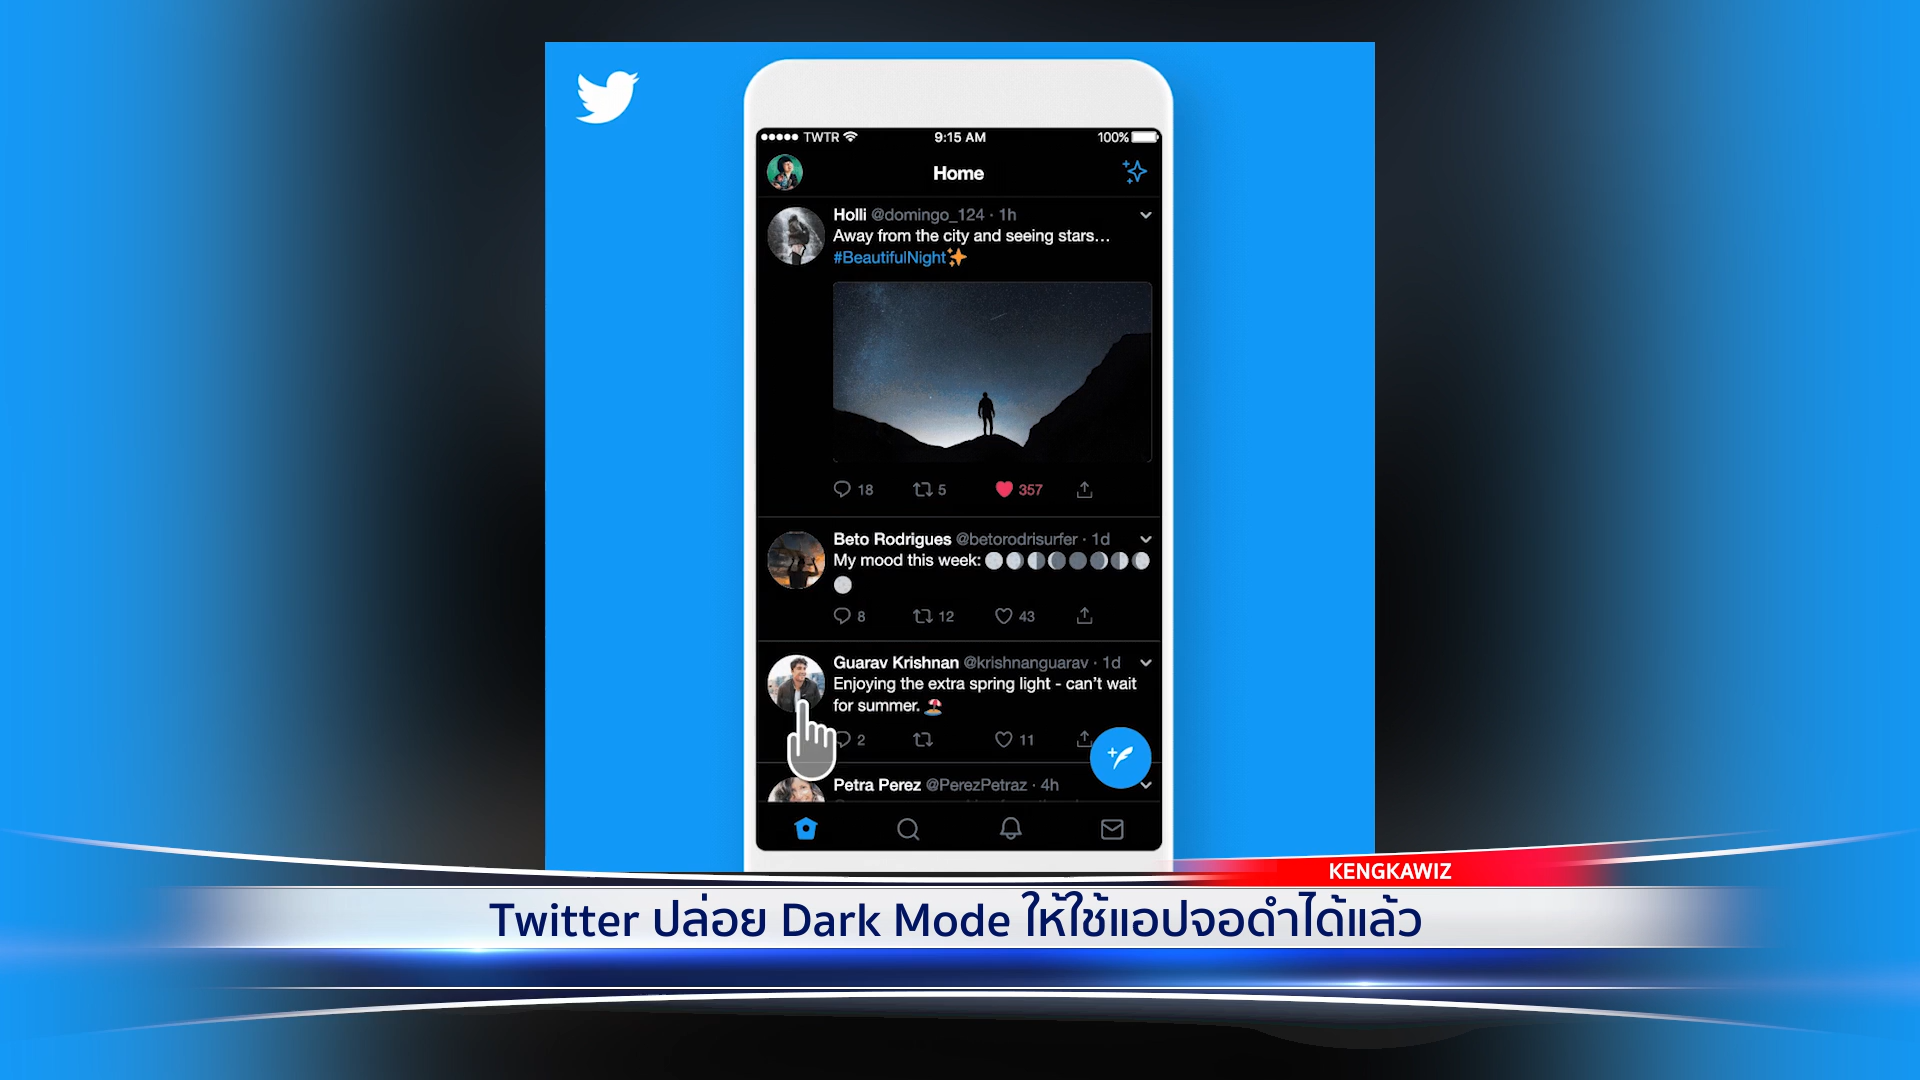 TWTR
9:15 AM
100%
Home
Holli @domingo_124 · 1h
Away from the city and seeing stars...
#BeautifulNight
18 5 357
Beto Rodrigues @betorodrisurfer · 1d
My mood this week:
8 12 43
Guarav Krishnan @krishnanguarav · 1d
Enjoying the extra spring light - can't wait
for summer.
2 11
Petra Perez @PerezPetraz · 4h
KENGKAWIZ
Twitter ปล่อย Dark Mode ให้ใช้แอปจอดำได้แล้ว